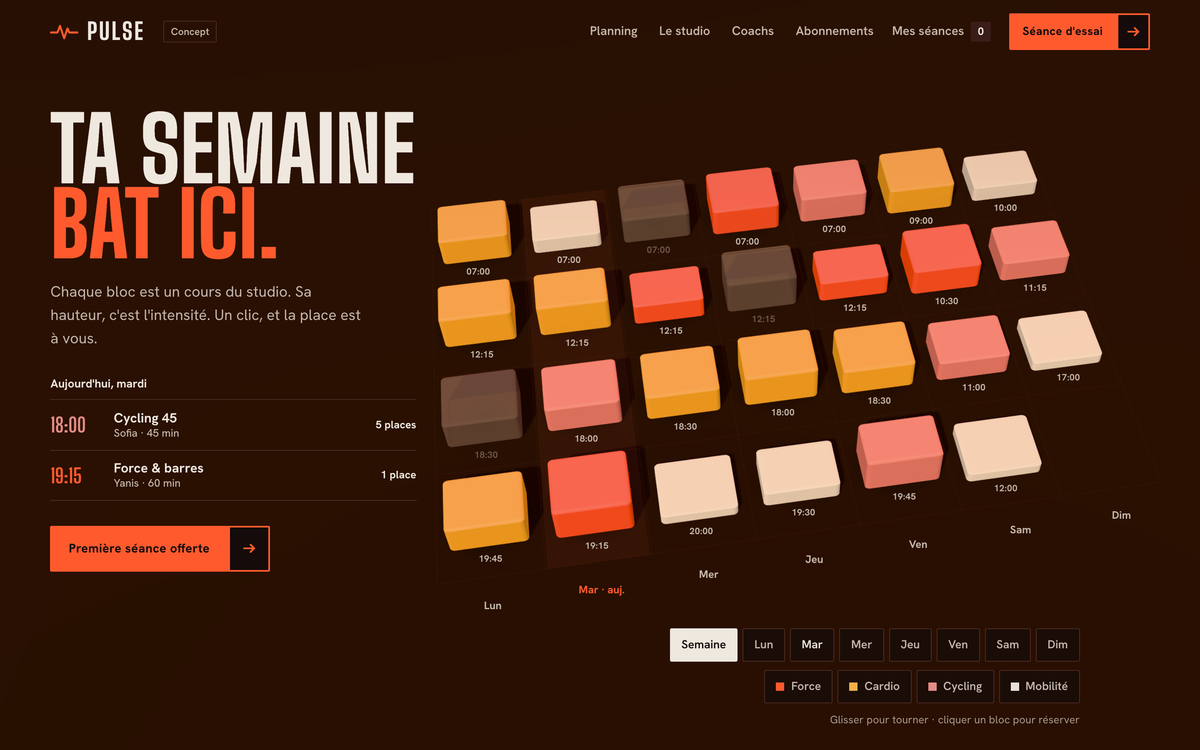 PULSE
Concept
Planning
Le studio
Coachs
Abonnements
Mes séances 0
Séance d'essai
TA SEMAINE
BAT ICI.
Chaque bloc est un cours du studio. Sa
hauteur, c'est l'intensité. Un clic, et la place est
à vous.
Aujourd'hui, mardi
18:00 Cycling 45 5 places
Sofia · 45 min
19:15 Force & barres 1 place
Yanis · 60 min
Première séance offerte
07:00 07:00 07:00 07:00 07:00 09:00 10:00
12:15 12:15 12:15 12:15 12:15 10:30 11:15
18:30 18:00 18:30 18:00 18:30 11:00 17:00
19:45 19:15 20:00 19:30 19:45 12:00
Lun Mar · auj. Mer Jeu Ven Sam Dim
Semaine Lun Mar Mer Jeu Ven Sam Dim
Force Cardio Cycling Mobilité
Glisser pour tourner · cliquer un bloc pour réserver